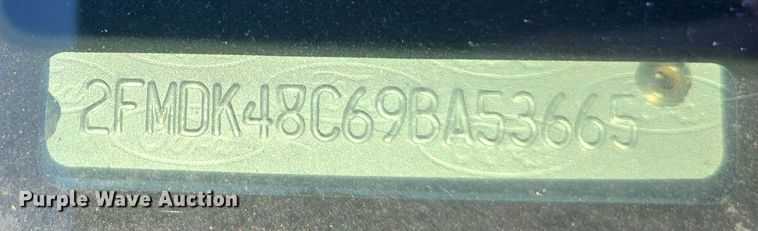 2FMDK48C69BA53665
Purple Wave Auction